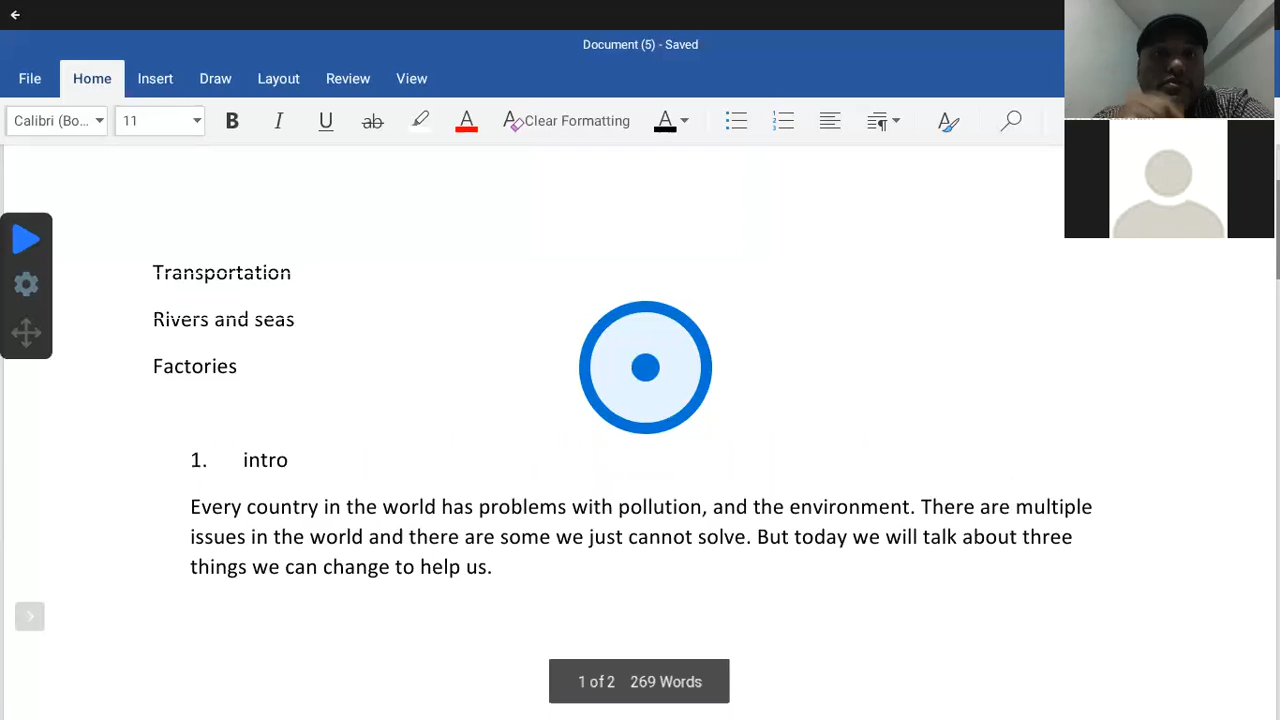 Document (5) - Saved
File Home Insert Draw Layout Review View
Calibri (Bo... 11 B I U ab A Clear Formatting A
Transportation
Rivers and seas
Factories
1. intro
Every country in the world has problems with pollution, and the environment. There are multiple
issues in the world and there are some we just cannot solve. But today we will talk about three
things we can change to help us.
1 of 2 269 Words